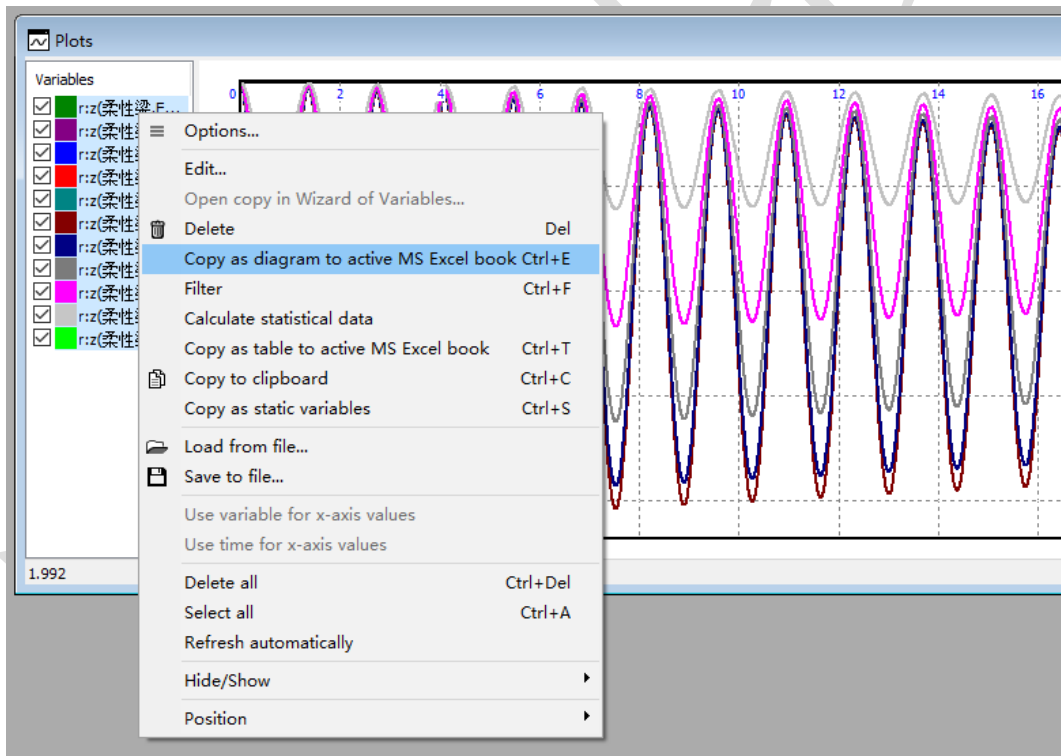 Plots
Variables
r:z(柔性梁.F...
r:z(柔性
r:z(柔性
r:z(柔性
r:z(柔性
r:z(柔性
r:z(柔性
r:z(柔性
r:z(柔性
r:z(柔性
r:z(柔性
0 2 4 6 8 10 12 14 16
Options...
Edit...
Open copy in Wizard of Variables...
Delete Del
Copy as diagram to active MS Excel book Ctrl+E
Filter Ctrl+F
Calculate statistical data
Copy as table to active MS Excel book Ctrl+T
Copy to clipboard Ctrl+C
Copy as static variables Ctrl+S
Load from file...
Save to file...
Use variable for x-axis values
Use time for x-axis values
Delete all Ctrl+Del
Select all Ctrl+A
Refresh automatically
Hide/Show
Position
1.992